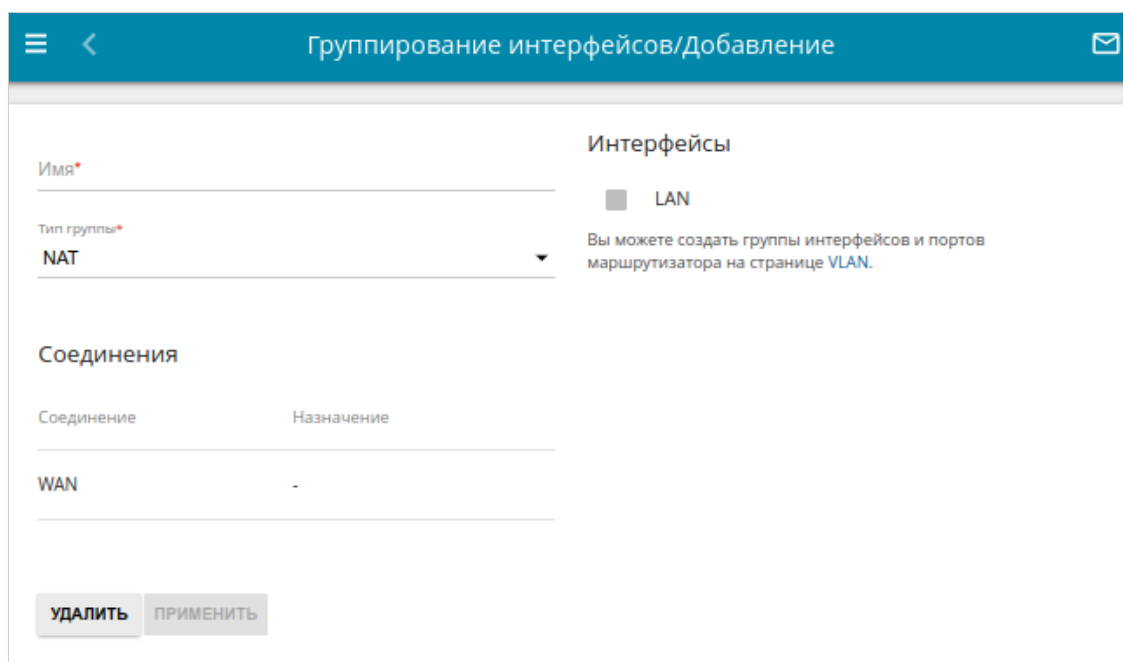 Группирование интерфейсов/Добавление
Имя*
Тип группы*
NAT
Интерфейсы
LAN
Вы можете создать группы интерфейсов и портов
маршрутизатора на странице VLAN.
Соединения
Соединение Назначение
WAN -
УДАЛИТЬ ПРИМЕНИТЬ